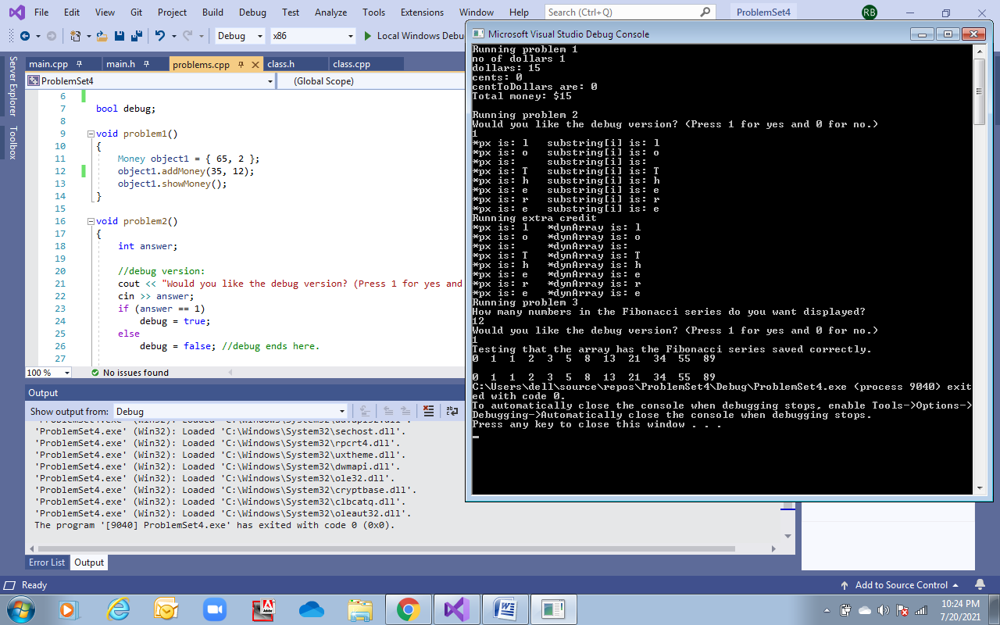 File Edit View Git Project Build Debug Test Analyze Tools Extensions Window Help Search (Ctrl+Q) ProblemSet4 RB
Debug x86 Local Windows Debu
Server Explorer
Toolbox
main.cpp main.h problems.cpp class.h class.cpp
ProblemSet4 (Global Scope)
6
7 bool debug;
8
9 void problem1()
10 {
11 Money object1 = { 65, 2 };
12 object1.addMoney(35, 12);
13 object1.showMoney();
14 }
15
16 void problem2()
17 {
18 int answer;
19
20 //debug version:
21 cout << "Would you like the debug version? (Press 1 for yes and
22 cin >> answer;
23 if (answer == 1)
24 debug = true;
25 else
26 debug = false; //debug ends here.
27
100 % No issues found
Output
Show output from: Debug
'ProblemSet4.exe' (Win32): Loaded 'C:\Windows\System32\advapi32.dll'.
'ProblemSet4.exe' (Win32): Loaded 'C:\Windows\System32\sechost.dll'.
'ProblemSet4.exe' (Win32): Loaded 'C:\Windows\System32\rpcrt4.dll'.
'ProblemSet4.exe' (Win32): Loaded 'C:\Windows\System32\uxtheme.dll'.
'ProblemSet4.exe' (Win32): Loaded 'C:\Windows\System32\dwmapi.dll'.
'ProblemSet4.exe' (Win32): Loaded 'C:\Windows\System32\ole32.dll'.
'ProblemSet4.exe' (Win32): Loaded 'C:\Windows\System32\cryptbase.dll'.
'ProblemSet4.exe' (Win32): Loaded 'C:\Windows\System32\clbcatq.dll'.
'ProblemSet4.exe' (Win32): Loaded 'C:\Windows\System32\oleaut32.dll'.
The program '[9040] ProblemSet4.exe' has exited with code 0 (0x0).
Error List Output
Microsoft Visual Studio Debug Console
Running problem 1
no of dollars 1
dollars: 15
cents: 0
centToDollars are: 0
Total money: $15
Running problem 2
Would you like the debug version? (Press 1 for yes and 0 for no.)
1
*px is: l substring[i] is: l
*px is: o substring[i] is: o
*px is: substring[i] is:
*px is: T substring[i] is: T
*px is: h substring[i] is: h
*px is: e substring[i] is: e
*px is: r substring[i] is: r
*px is: e substring[i] is: e
Running extra credit
*px is: l *dynArray is: l
*px is: o *dynArray is: o
*px is: *dynArray is:
*px is: T *dynArray is: T
*px is: h *dynArray is: h
*px is: e *dynArray is: e
*px is: r *dynArray is: r
*px is: e *dynArray is: e
Running problem 3
How many numbers in the Fibonacci series do you want displayed?
12
Would you like the debug version? (Press 1 for yes and 0 for no.)
1
Testing that the array has the Fibonacci series saved correctly.
0 1 1 2 3 5 8 13 21 34 55 89
0 1 1 2 3 5 8 13 21 34 55 89
C:\Users\dell\source\repos\ProblemSet4\Debug\ProblemSet4.exe (process 9040) exit
ed with code 0.
To automatically close the console when debugging stops, enable Tools->Options->
Debugging->Automatically close the console when debugging stops.
Press any key to close this window . . .
Ready Add to Source Control
10:24 PM
7/20/2021